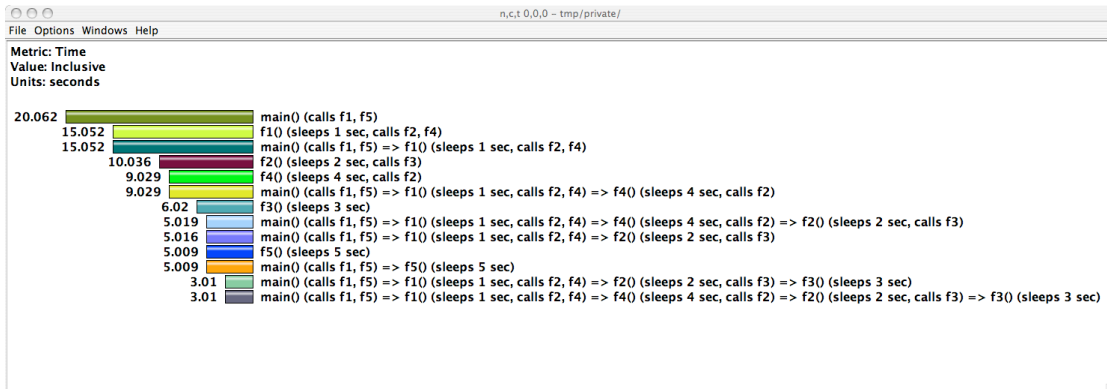 n,c,t 0,0,0 – tmp/private/
File Options Windows Help
Metric: Time
Value: Inclusive
Units: seconds
20.062 main() (calls f1, f5)
15.052 f1() (sleeps 1 sec, calls f2, f4)
15.052 main() (calls f1, f5) => f1() (sleeps 1 sec, calls f2, f4)
10.036 f2() (sleeps 2 sec, calls f3)
9.029 f4() (sleeps 4 sec, calls f2)
9.029 main() (calls f1, f5) => f1() (sleeps 1 sec, calls f2, f4) => f4() (sleeps 4 sec, calls f2)
6.02 f3() (sleeps 3 sec)
5.019 main() (calls f1, f5) => f1() (sleeps 1 sec, calls f2, f4) => f4() (sleeps 4 sec, calls f2) => f2() (sleeps 2 sec, calls f3)
5.016 main() (calls f1, f5) => f1() (sleeps 1 sec, calls f2, f4) => f2() (sleeps 2 sec, calls f3)
5.009 f5() (sleeps 5 sec)
5.009 main() (calls f1, f5) => f5() (sleeps 5 sec)
3.01 main() (calls f1, f5) => f1() (sleeps 1 sec, calls f2, f4) => f2() (sleeps 2 sec, calls f3) => f3() (sleeps 3 sec)
3.01 main() (calls f1, f5) => f1() (sleeps 1 sec, calls f2, f4) => f4() (sleeps 4 sec, calls f2) => f2() (sleeps 2 sec, calls f3) => f3() (sleeps 3 sec)